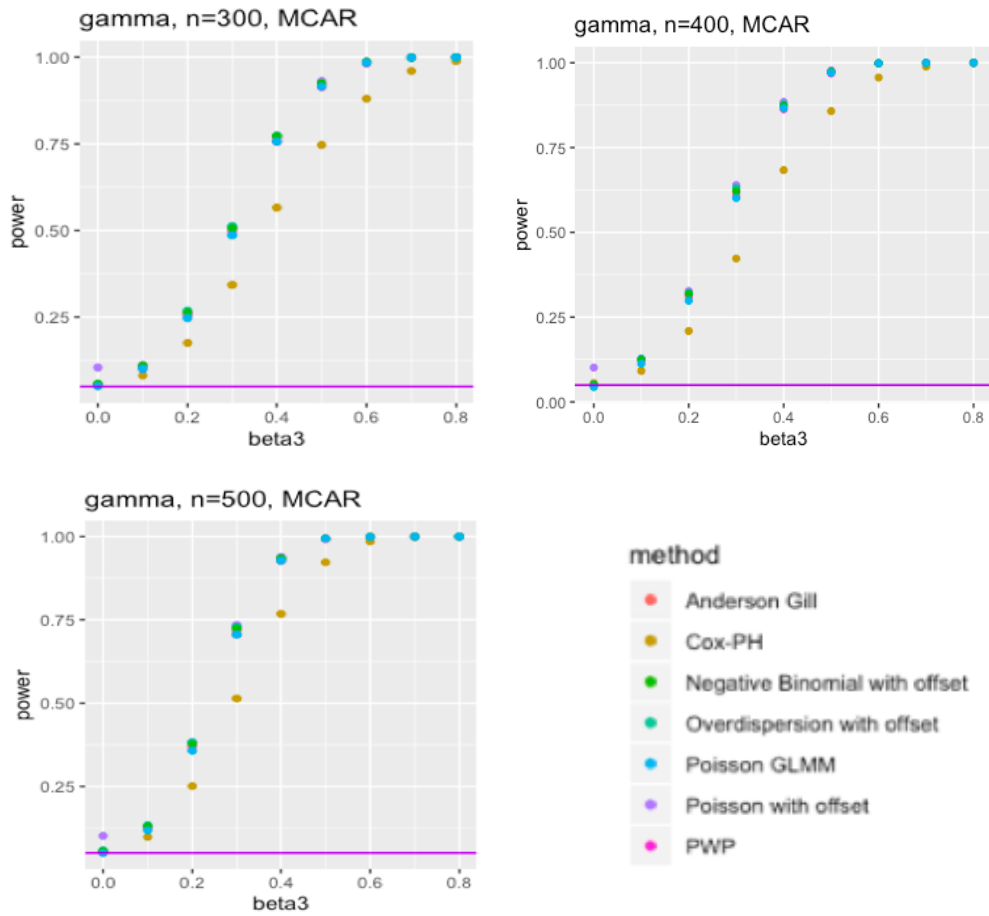 gamma, n=300, MCAR
1.00
0.75
0.50
0.25
power
0.0 0.2 0.4 0.6 0.8
beta3
gamma, n=400, MCAR
1.00
0.75
0.50
0.25
0.00
power
0.0 0.2 0.4 0.6 0.8
beta3
gamma, n=500, MCAR
1.00
0.75
0.50
0.25
power
0.0 0.2 0.4 0.6 0.8
beta3
method
Anderson Gill
Cox-PH
Negative Binomial with offset
Overdispersion with offset
Poisson GLMM
Poisson with offset
PWP